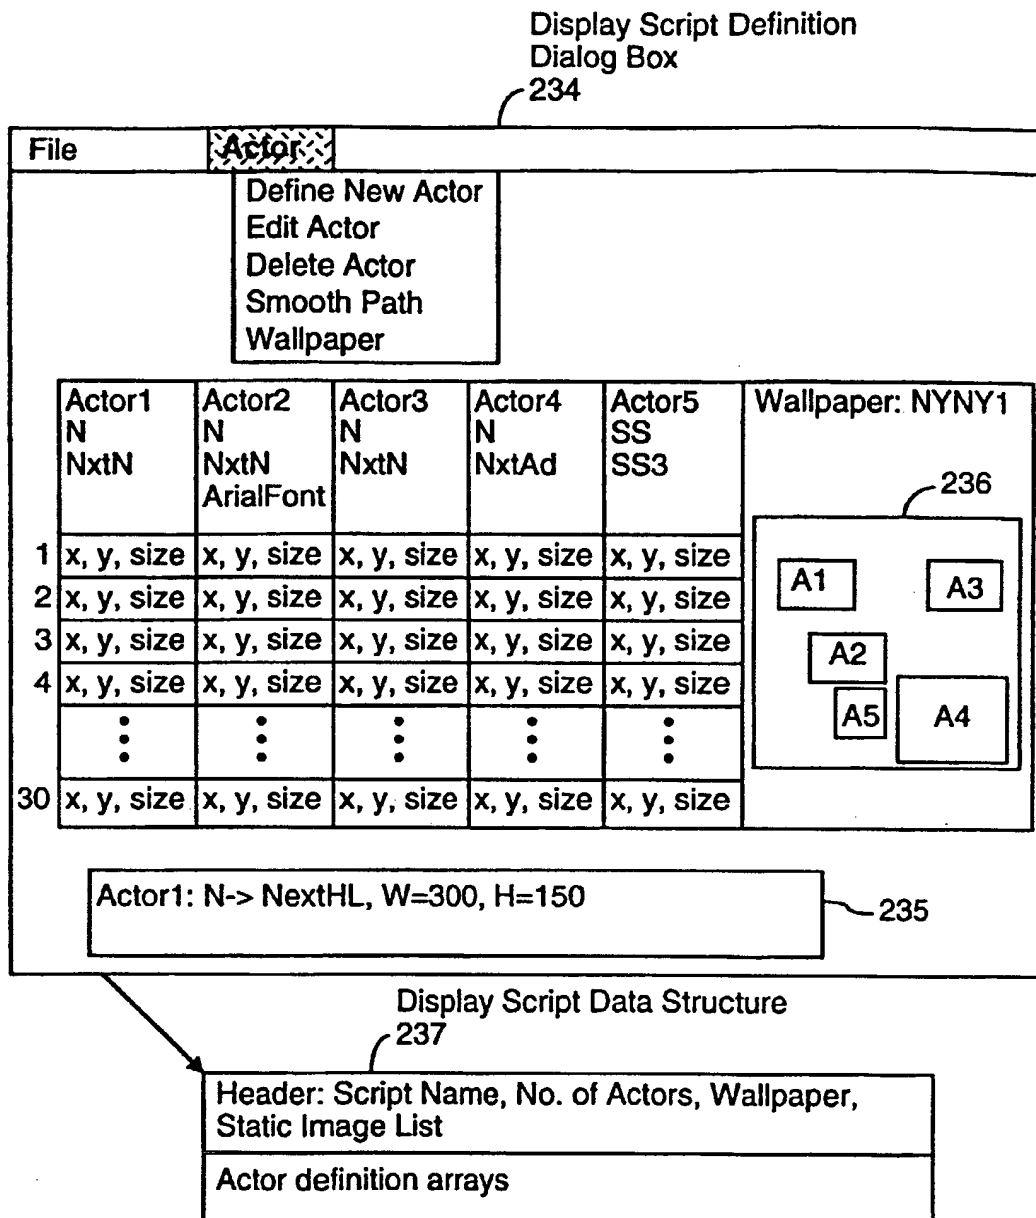 Display Script Definition
Dialog Box
234
File Actor
Define New Actor
Edit Actor
Delete Actor
Smooth Path
Wallpaper
Actor1 Actor2 Actor3 Actor4 Actor5 Wallpaper: NYNY1
N N N N SS
NxtN NxtN NxtN NxtAd SS3
ArialFont
236
1 x, y, size x, y, size x, y, size x, y, size x, y, size
2 x, y, size x, y, size x, y, size x, y, size x, y, size
3 x, y, size x, y, size x, y, size x, y, size x, y, size
4 x, y, size x, y, size x, y, size x, y, size x, y, size
30 x, y, size x, y, size x, y, size x, y, size x, y, size
A1 A3
A2
A5 A4
Actor1: N-> NextHL, W=300, H=150
235
Display Script Data Structure
237
Header: Script Name, No. of Actors, Wallpaper,
Static Image List
Actor definition arrays